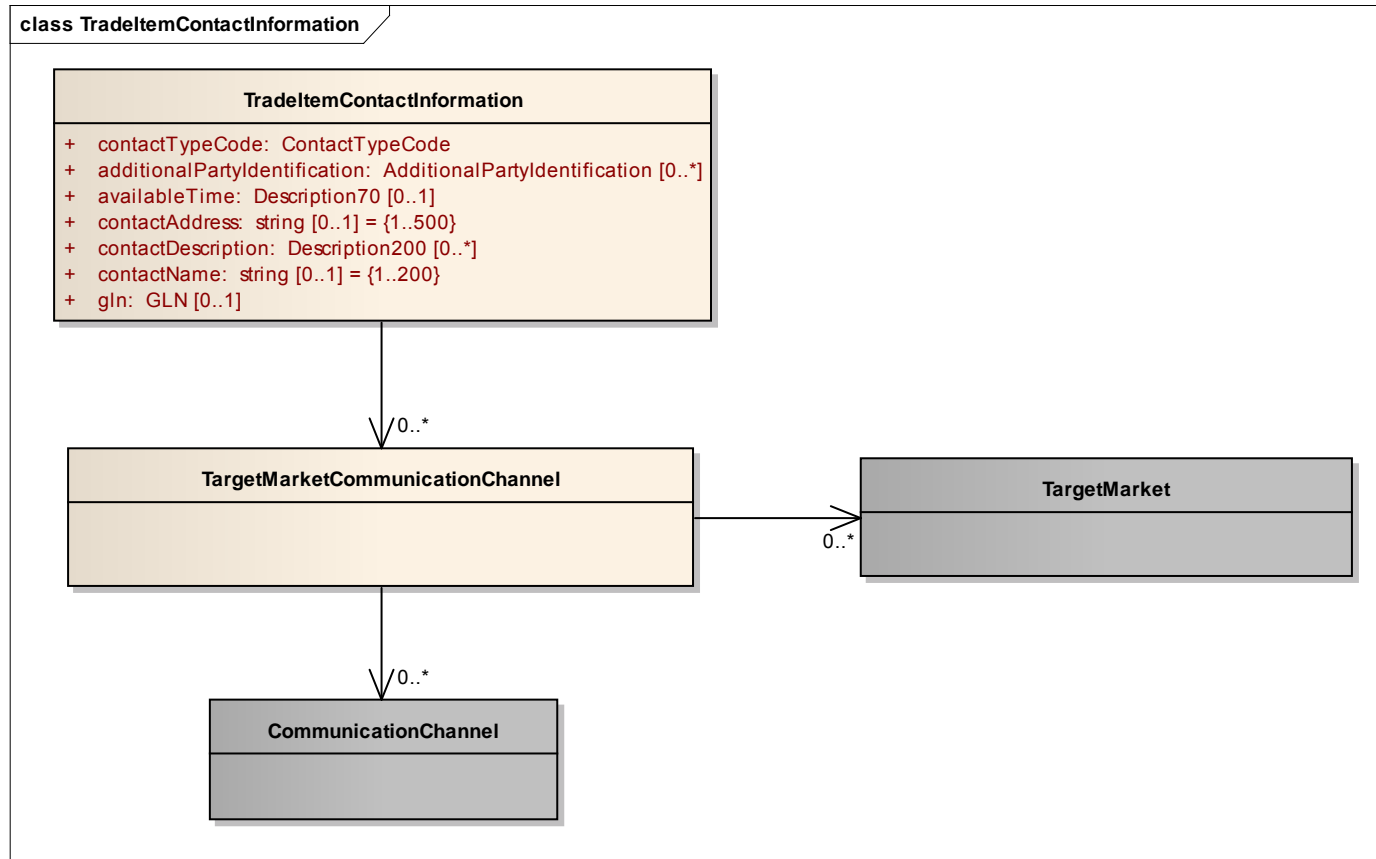 class TradeItemContactInformation
TradeItemContactInformation
+ contactTypeCode: ContactTypeCode
+ additionalPartyIdentification: AdditionalPartyIdentification [0..*]
+ availableTime: Description70 [0..1]
+ contactAddress: string [0..1] = {1..500}
+ contactDescription: Description200 [0..*]
+ contactName: string [0..1] = {1..200}
+ gln: GLN [0..1]
0..*
TargetMarketCommunicationChannel
TargetMarket
0..*
0..*
CommunicationChannel